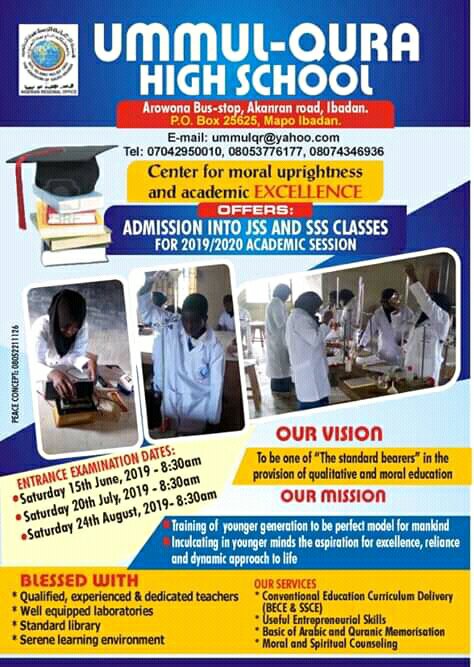 UMMUL-QURA
HIGH SCHOOL
Arowona Bus-stop, Akanran road, Ibadan.
P.O. Box 25625, Mapo Ibadan.
E-mail: ummulqr@yahoo.com
Tel: 07042950010, 08053776177, 08074346936
Center for moral uprightness
and academic EXCELLENCE
OFFERS:
ADMISSION INTO JSS AND SSS CLASSES
FOR 2019/2020 ACADEMIC SESSION
PEACE CONCEPT: 08052211126
ENTRANCE EXAMINATION DATES:
•Saturday 15th June, 2019 - 8:30am
•Saturday 20th July, 2019 - 8:30am
•Saturday 24th August, 2019- 8:30am
OUR VISION
To be one of "The standard bearers" in the
provision of qualitative and moral education
OUR MISSION
Training of younger generation to be perfect model for mankind
Inculcating in younger minds the aspiration for excellence, reliance
and dynamic approach to life
BLESSED WITH
* Qualified, experienced & dedicated teachers
* Well equipped laboratories
* Standard library
* Serene learning environment
OUR SERVICES
* Conventional Education Curriculum Delivery
(BECE & SSCE)
* Useful Entrepreneurial Skills
* Basic of Arabic and Quranic Memorisation
* Moral and Spiritual Counseling